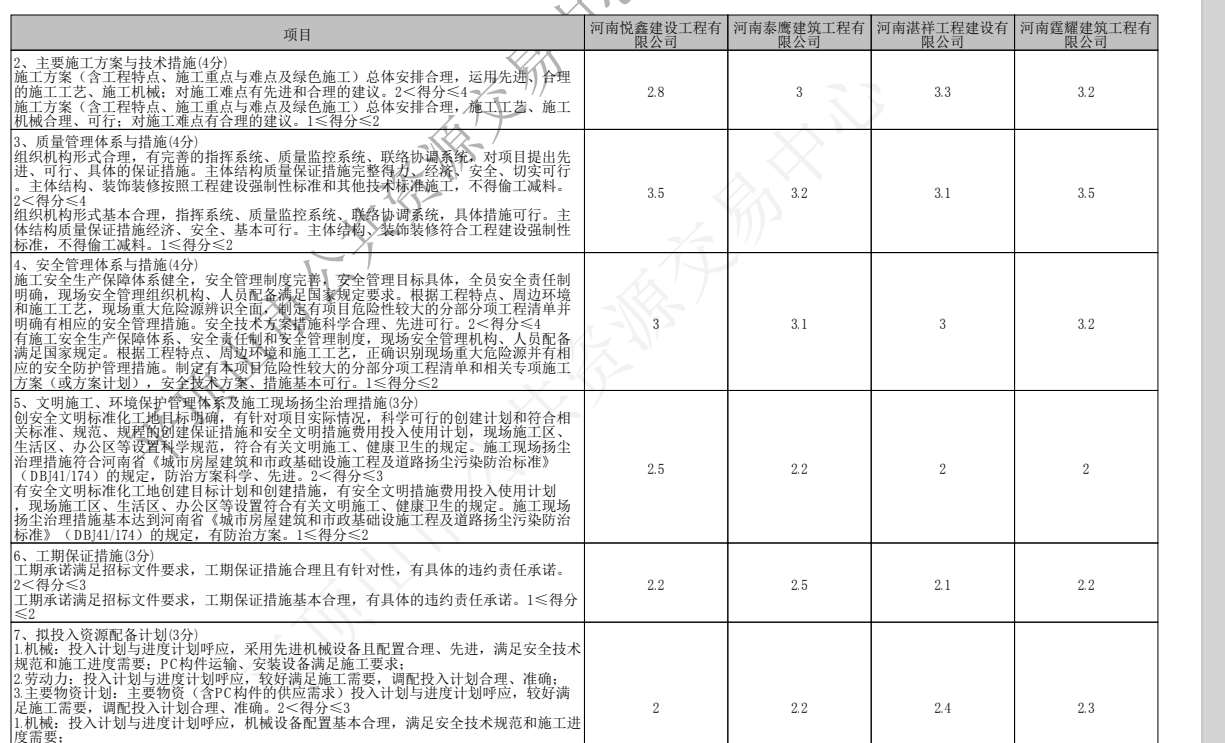 项目
河南悦鑫建设工程有
限公司
河南泰鹰建筑工程有
限公司
河南湛祥工程建设有
限公司
河南霆耀建筑工程有
限公司
2、主要施工方案与技术措施(4分)
施工方案（含工程特点、施工重点与难点及绿色施工）总体安排合理，运用先进、合理
的施工工艺、施工机械；对施工难点有先进和合理的建议。2＜得分≤4
施工方案（含工程特点、施工重点与难点及绿色施工）总体安排合理，施工工艺、施工
机械合理、可行；对施工难点有合理的建议。1≤得分≤2
2.8
3
3.3
3.2
3、质量管理体系与措施(4分)
组织机构形式合理，有完善的指挥系统、质量监控系统、联络协调系统，对项目提出先
进、可行、具体的保证措施。主体结构质量保证措施完整得力、经济、安全、切实可行
。主体结构、装饰装修按照工程建设强制性标准和其他技术标准施工，不得偷工减料。
2＜得分≤4
组织机构形式基本合理，指挥系统、质量监控系统、联络协调系统，具体措施可行。主
体结构质量保证措施经济、安全、基本可行。主体结构、装饰装修符合工程建设强制性
标准，不得偷工减料。1≤得分≤2
3.5
3.2
3.1
3.5
4、安全管理体系与措施(4分)
施工安全生产保障体系健全，安全管理制度完善，安全管理目标具体，全员安全责任制
明确，现场安全管理组织机构、人员配备满足国家规定要求。根据工程特点、周边环境
和施工工艺，现场重大危险源辨识全面，制定有项目危险性较大的分部分项工程清单并
明确有相应的安全管理措施。安全技术方案措施科学合理、先进可行。2＜得分≤4
有施工安全生产保障体系、安全责任制和安全管理制度，现场安全管理机构、人员配备
满足国家规定。根据工程特点、周边环境和施工工艺，正确识别现场重大危险源并有相
应的安全防护管理措施。制定有本项目危险性较大的分部分项工程清单和相关专项施工
方案（或方案计划），安全技术方案、措施基本可行。1≤得分≤2
3
3.1
3
3.2
5、文明施工、环境保护管理体系及施工现场扬尘治理措施(3分)
创安全文明标准化工地目标明确，有针对项目实际情况，科学可行的创建计划和符合相
关标准、规范、规程的创建保证措施和安全文明措施费用投入使用计划，现场施工区、
生活区、办公区等设置科学规范，符合有关文明施工、健康卫生的规定。施工现场扬尘
治理措施符合河南省《城市房屋建筑和市政基础设施工程及道路扬尘污染防治标准》
（DBJ41/174）的规定，防治方案科学、先进。2＜得分≤3
有安全文明标准化工地创建目标计划和创建措施，有安全文明措施费用投入使用计划
，现场施工区、生活区、办公区等设置符合有关文明施工、健康卫生的规定。施工现场
扬尘治理措施基本达到河南省《城市房屋建筑和市政基础设施工程及道路扬尘污染防治
标准》（DBJ41/174）的规定，有防治方案。1≤得分≤2
2.5
2.2
2
2
6、工期保证措施(3分)
工期承诺满足招标文件要求，工期保证措施合理且有针对性，有具体的违约责任承诺。
2＜得分≤3
工期承诺满足招标文件要求，工期保证措施基本合理，有具体的违约责任承诺。1≤得分
≤2
2.2
2.5
2.1
2.2
7、拟投入资源配备计划(3分)
1.机械：投入计划与进度计划呼应，采用先进机械设备且配置合理、先进，满足安全技术
规范和施工进度需要；PC构件运输、安装设备满足施工要求；
2.劳动力：投入计划与进度计划呼应，较好满足施工需要，调配投入计划合理、准确；
3.主要物资计划：主要物资（含PC构件的供应需求）投入计划与进度计划呼应，较好满
足施工需要，调配投入计划合理、准确。2＜得分≤3
1.机械：投入计划与进度计划呼应，机械设备配置基本合理，满足安全技术规范和施工进
度需要；
2
2.2
2.4
2.3